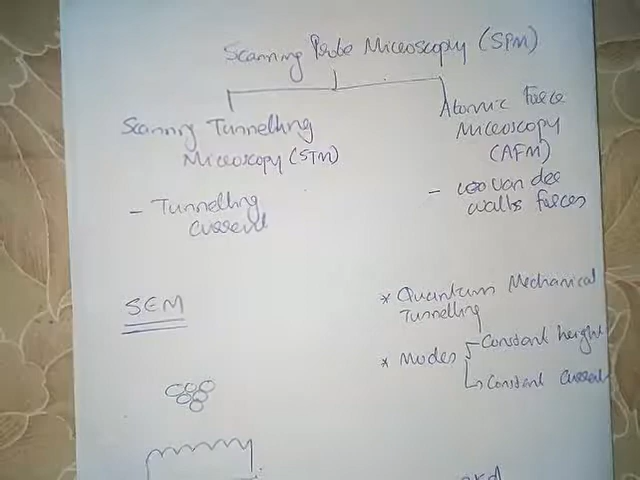 Scanning Probe Microscopy (SPM)
Scanning Tunnelling
Microscopy (STM)
- Tunnelling
current
Atomic Force
Microscopy
(AFM)
- van der
walls forces
SEM
* Quantum Mechanical
Tunnelling
* Modes
Constant height
Constant current